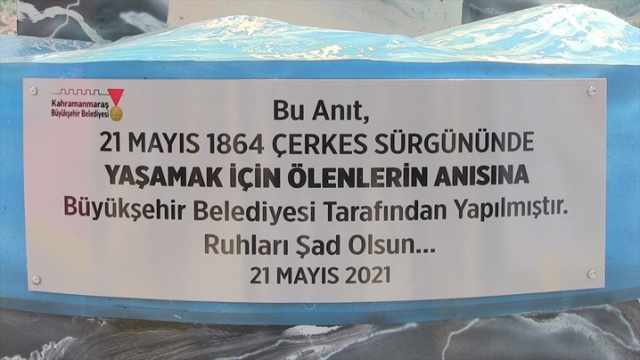 Kahramanmaraş
Büyükşehir Belediyesi
Bu Anıt,
21 MAYIS 1864 ÇERKES SÜRGÜNÜNDE
YAŞAMAK İÇİN ÖLENLERİN ANISINA
Büyükşehir Belediyesi Tarafından Yapılmıştır.
Ruhları Şad Olsun...
21 MAYIS 2021